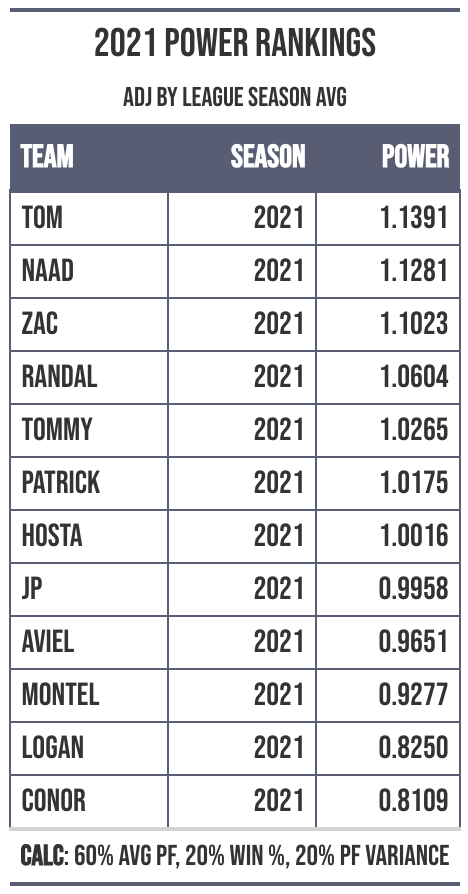 2021 POWER RANKINGS
ADJ BY LEAGUE SEASON AVG
TEAM SEASON POWER
TOM 2021 1.1391
NAAD 2021 1.1281
ZAC 2021 1.1023
RANDAL 2021 1.0604
TOMMY 2021 1.0265
PATRICK 2021 1.0175
HOSTA 2021 1.0016
JP 2021 0.9958
AVIEL 2021 0.9651
MONTEL 2021 0.9277
LOGAN 2021 0.8250
CONOR 2021 0.8109
CALC: 60% AVG PF, 20% WIN %, 20% PF VARIANCE